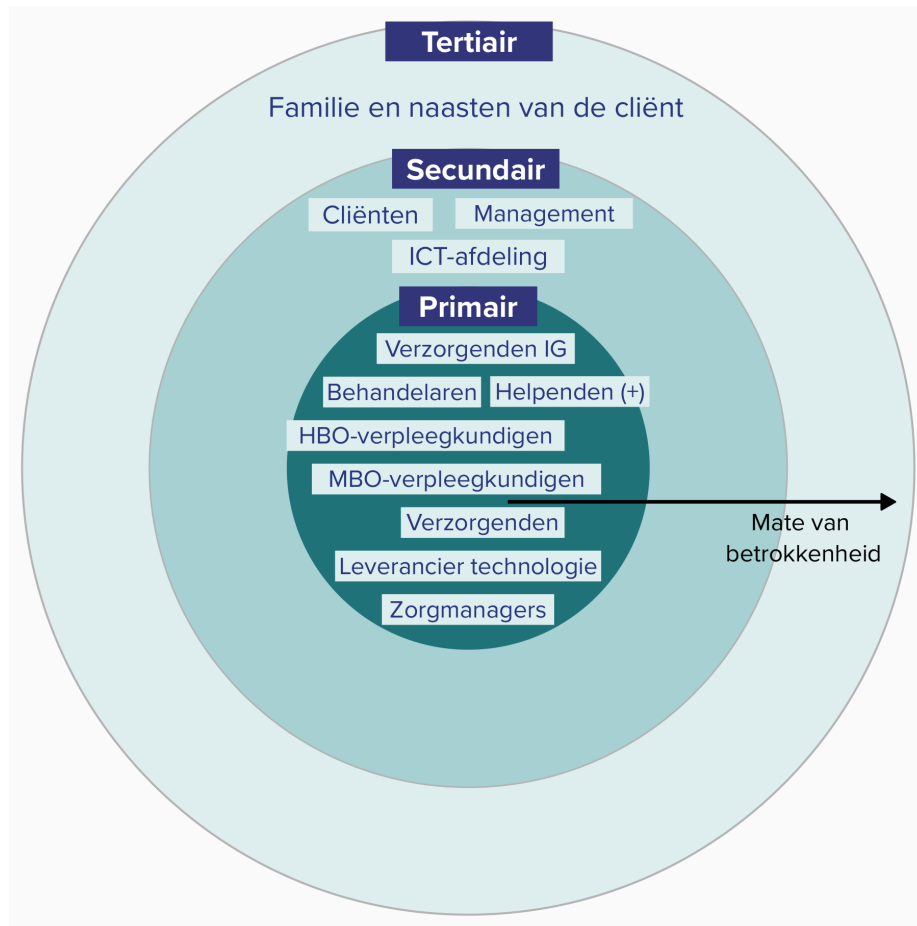 Tertiair
Familie en naasten van de cliënt
Secundair
Cliënten
Management
ICT-afdeling
Primair
Verzorgenden IG
Behandelaren
Helpenden (+)
HBO-verpleegkundigen
MBO-verpleegkundigen
Verzorgenden
Mate van
betrokkenheid
Leverancier technologie
Zorgmanagers